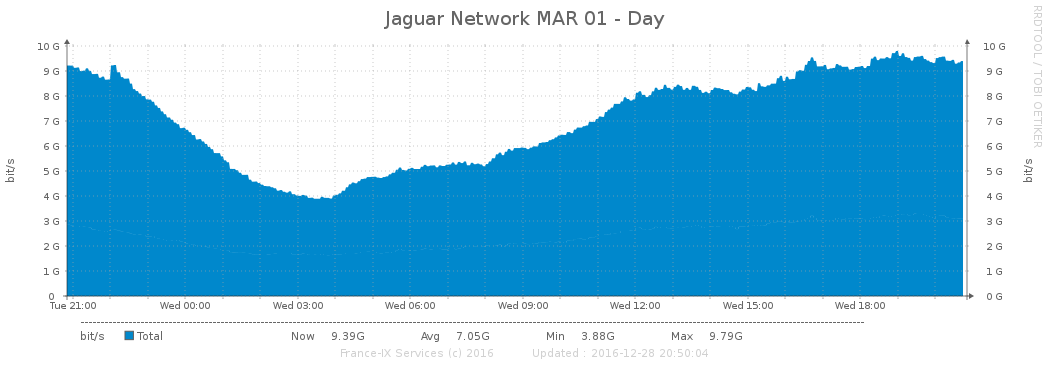 Jaguar Network MAR 01 - Day
RRDTOOL / TOBI OETIKER
10 G 10 G
9 G 9 G
8 G 8 G
7 G 7 G
6 G 6 G
5 G 5 G
4 G 4 G
3 G 3 G
2 G 2 G
1 G 1 G
0 0 G
bit/s
bit/s
Tue 21:00 Wed 00:00 Wed 03:00 Wed 06:00 Wed 09:00 Wed 12:00 Wed 15:00 Wed 18:00
bit/s Total Now 9.39G Avg 7.05G Min 3.88G Max 9.79G
France-IX Services (c) 2016 Updated : 2016-12-28 20:50:04